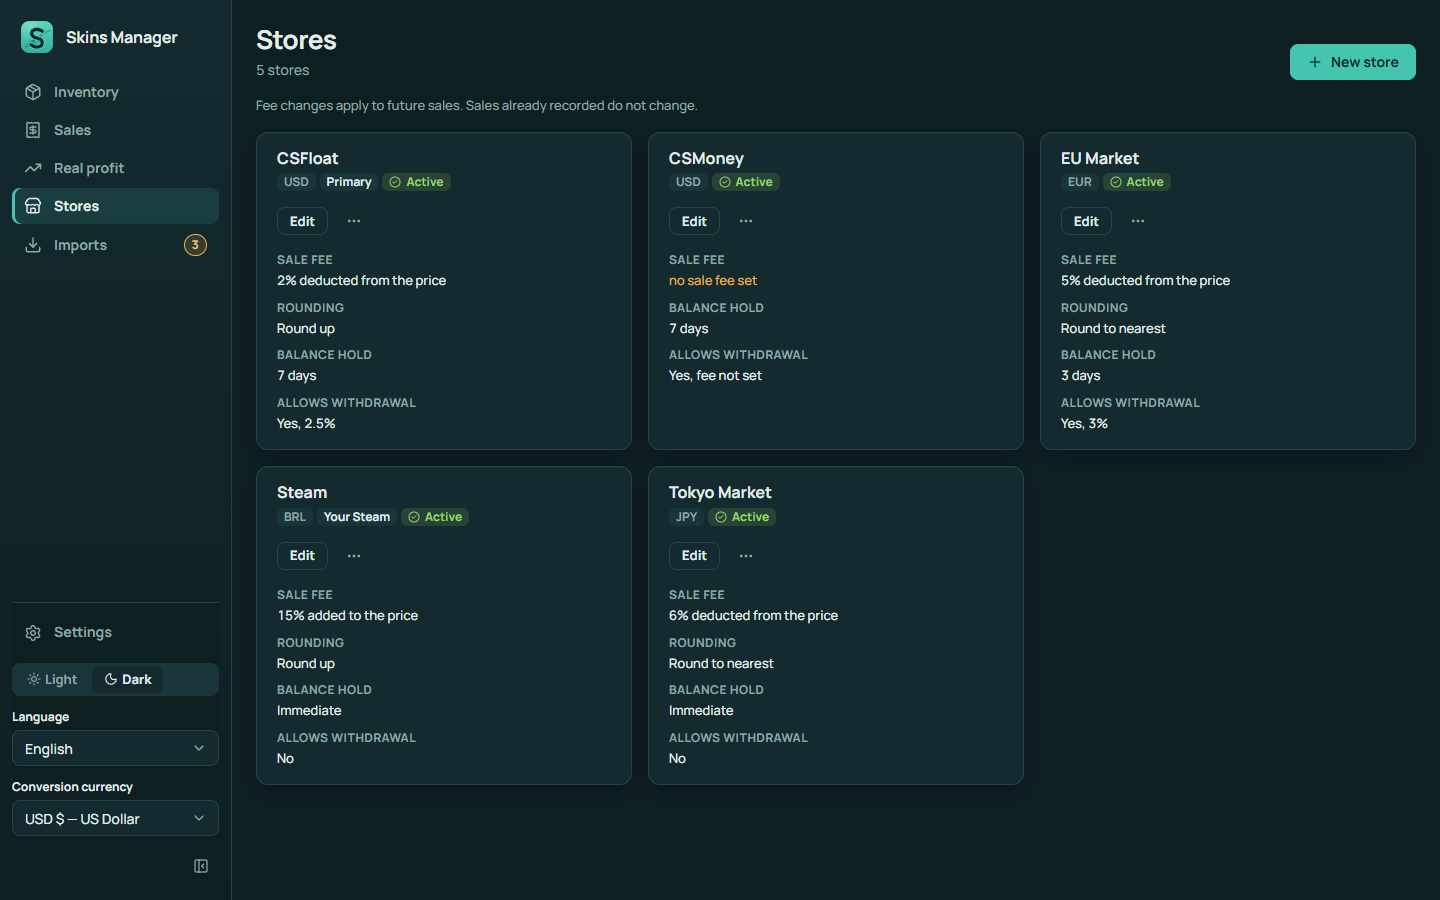 Skins Manager
Inventory
Sales
Real profit
Stores
Imports
3
Settings
Light
Dark
Language
English
Conversion currency
USD $ — US Dollar
Stores
5 stores
New store
Fee changes apply to future sales. Sales already recorded do not change.
CSFloat
USD Primary Active
Edit ···
SALE FEE
2% deducted from the price
ROUNDING
Round up
BALANCE HOLD
7 days
ALLOWS WITHDRAWAL
Yes, 2.5%
CSMoney
USD Active
Edit ···
SALE FEE
no sale fee set
BALANCE HOLD
7 days
ALLOWS WITHDRAWAL
Yes, fee not set
EU Market
EUR Active
Edit ···
SALE FEE
5% deducted from the price
ROUNDING
Round to nearest
BALANCE HOLD
3 days
ALLOWS WITHDRAWAL
Yes, 3%
Steam
BRL Your Steam Active
Edit ···
SALE FEE
15% added to the price
ROUNDING
Round up
BALANCE HOLD
Immediate
ALLOWS WITHDRAWAL
No
Tokyo Market
JPY Active
Edit ···
SALE FEE
6% deducted from the price
ROUNDING
Round to nearest
BALANCE HOLD
Immediate
ALLOWS WITHDRAWAL
No